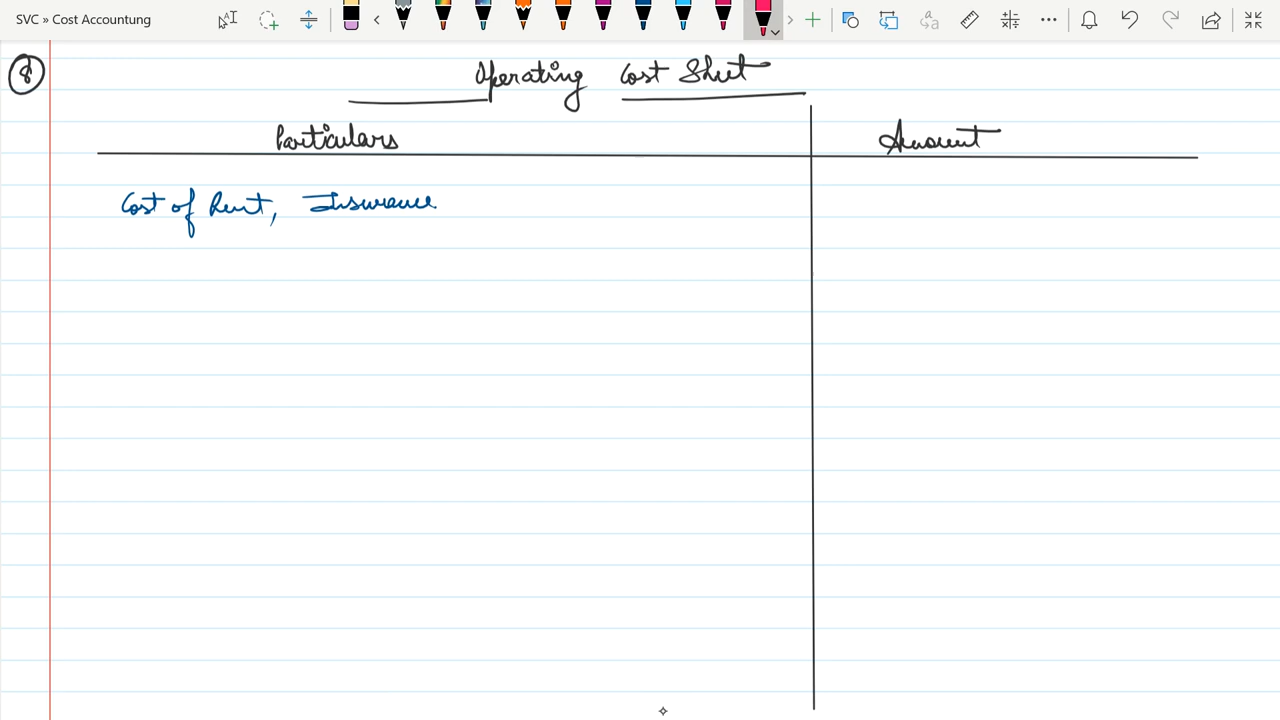 SVC » Cost Accountung
8 Operating Cost Sheet
Particulars Amount
Cost of Rent, Insurance